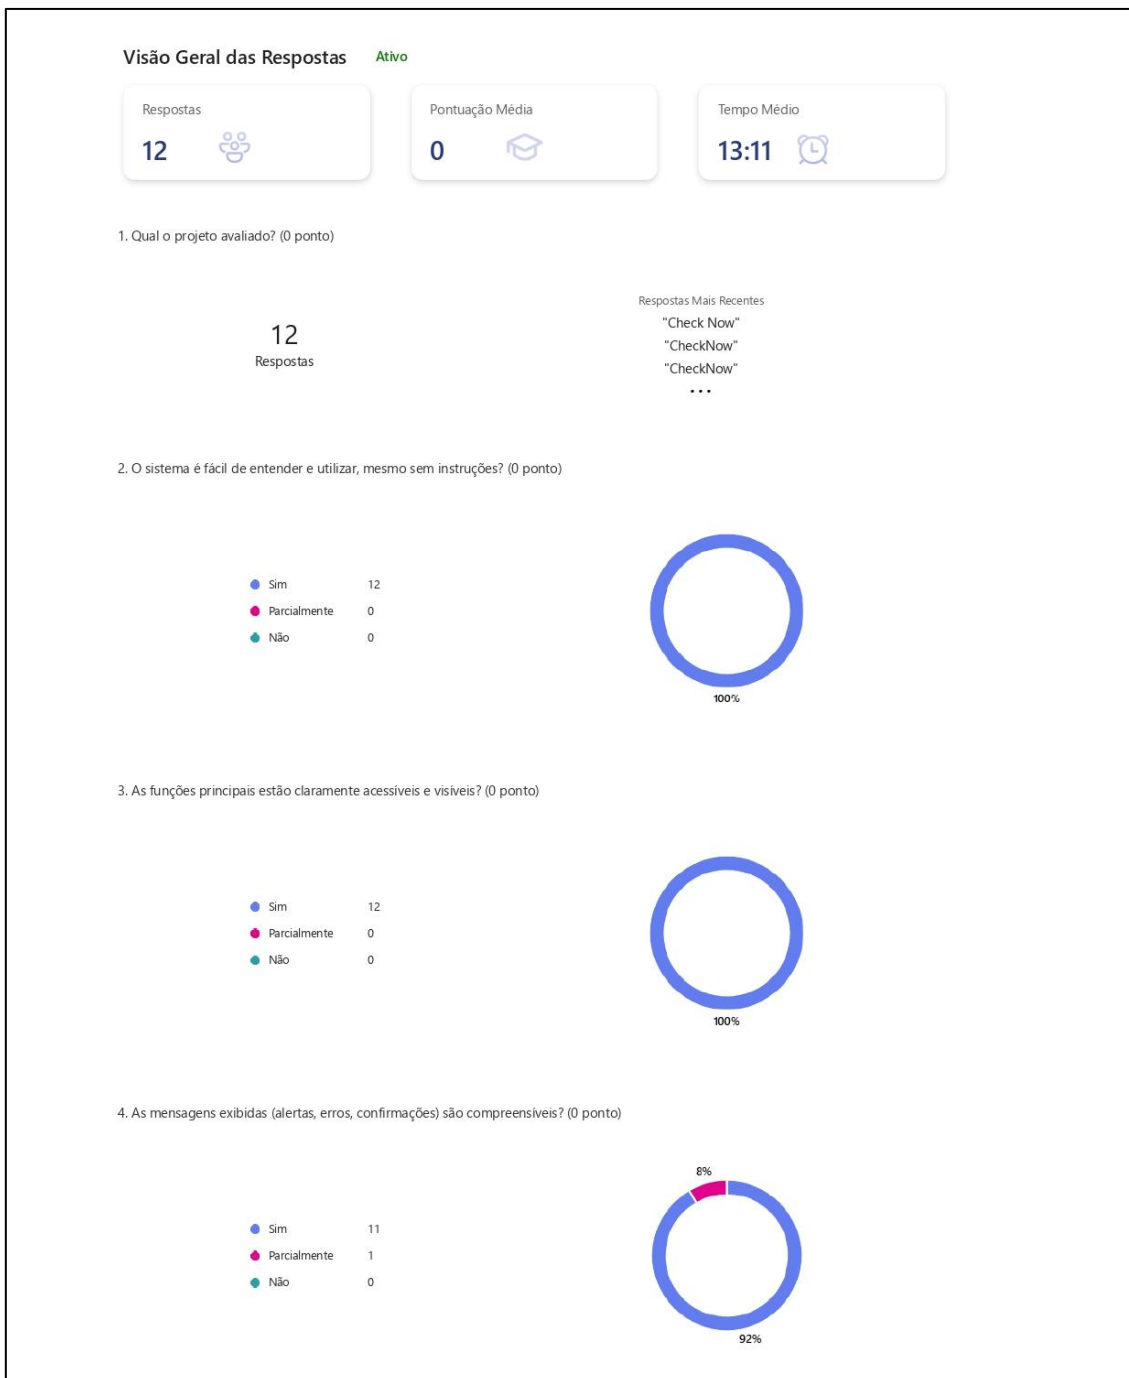 Visão Geral das Respostas Ativo
Respostas
12
Pontuação Média
0
Tempo Médio
13:11
1. Qual o projeto avaliado? (0 ponto)
12
Respostas
Respostas Mais Recentes
"Check Now"
"CheckNow"
"CheckNow"
...
2. O sistema é fácil de entender e utilizar, mesmo sem instruções? (0 ponto)
Sim 12
Parcialmente 0
Não 0
100%
3. As funções principais estão claramente acessíveis e visíveis? (0 ponto)
Sim 12
Parcialmente 0
Não 0
100%
4. As mensagens exibidas (alertas, erros, confirmações) são compreensíveis? (0 ponto)
Sim 11
Parcialmente 1
Não 0
8%
92%